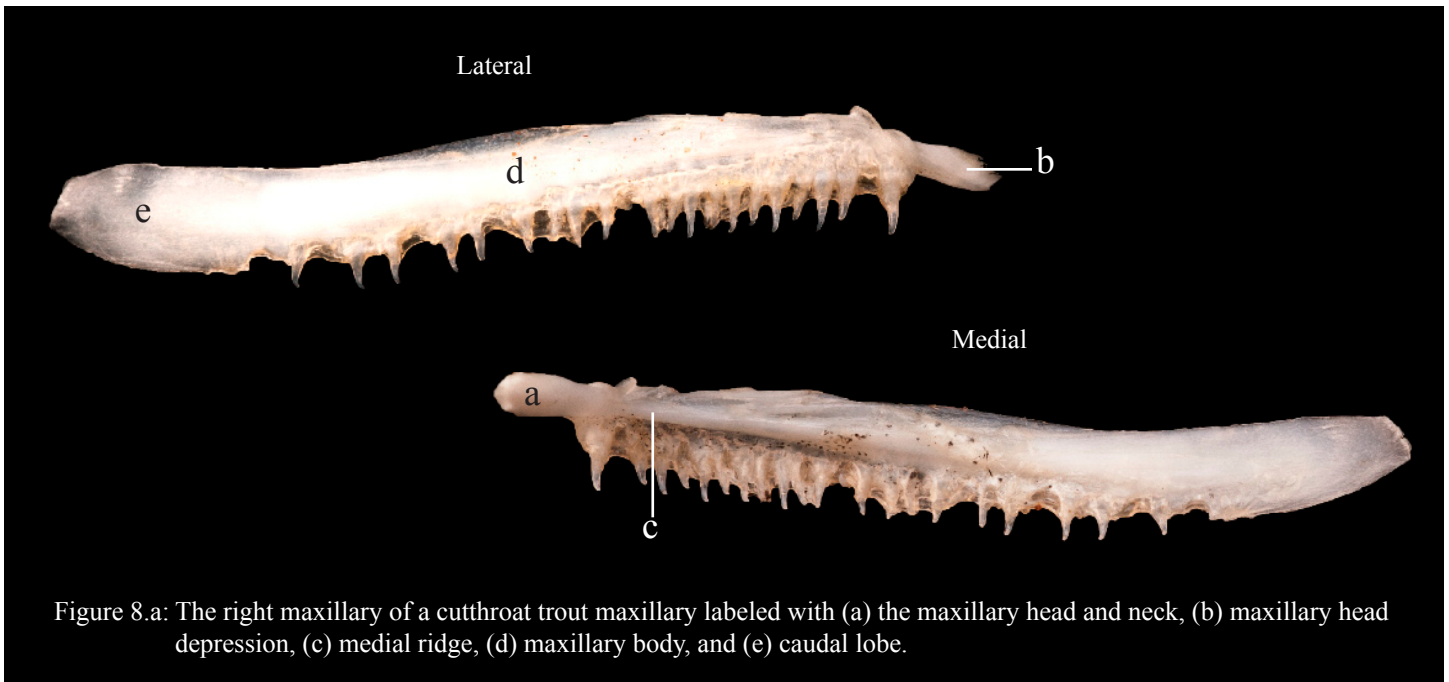 Lateral
b
d
e
Medial
a
c
Figure 8.a: The right maxillary of a cutthroat trout maxillary labeled with (a) the maxillary head and neck, (b) maxillary head
depression, (c) medial ridge, (d) maxillary body, and (e) caudal lobe.